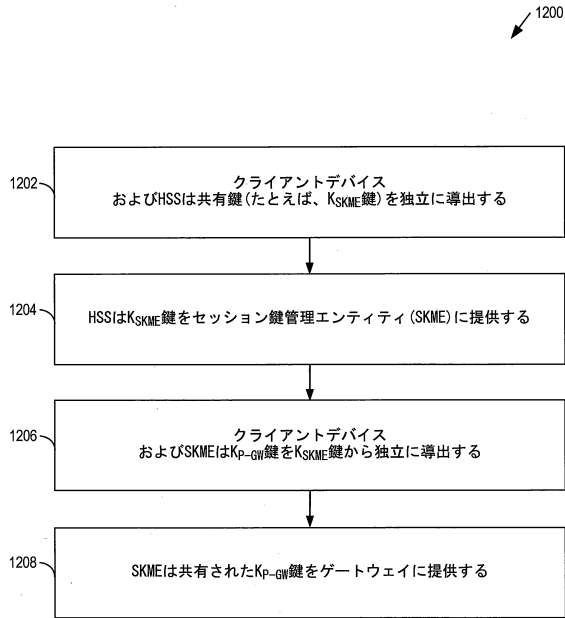 1200
1202
クライアントデバイス
およびHSSは共有鍵(たとえば、KSKME鍵)を独立に導出する
1204
HSSはKSKME鍵をセッション鍵管理エンティティ(SKME)に提供する
1206
クライアントデバイス
およびSKMEはKP-GW鍵をKSKME鍵から独立に導出する
1208
SKMEは共有されたKP-GW鍵をゲートウェイに提供する